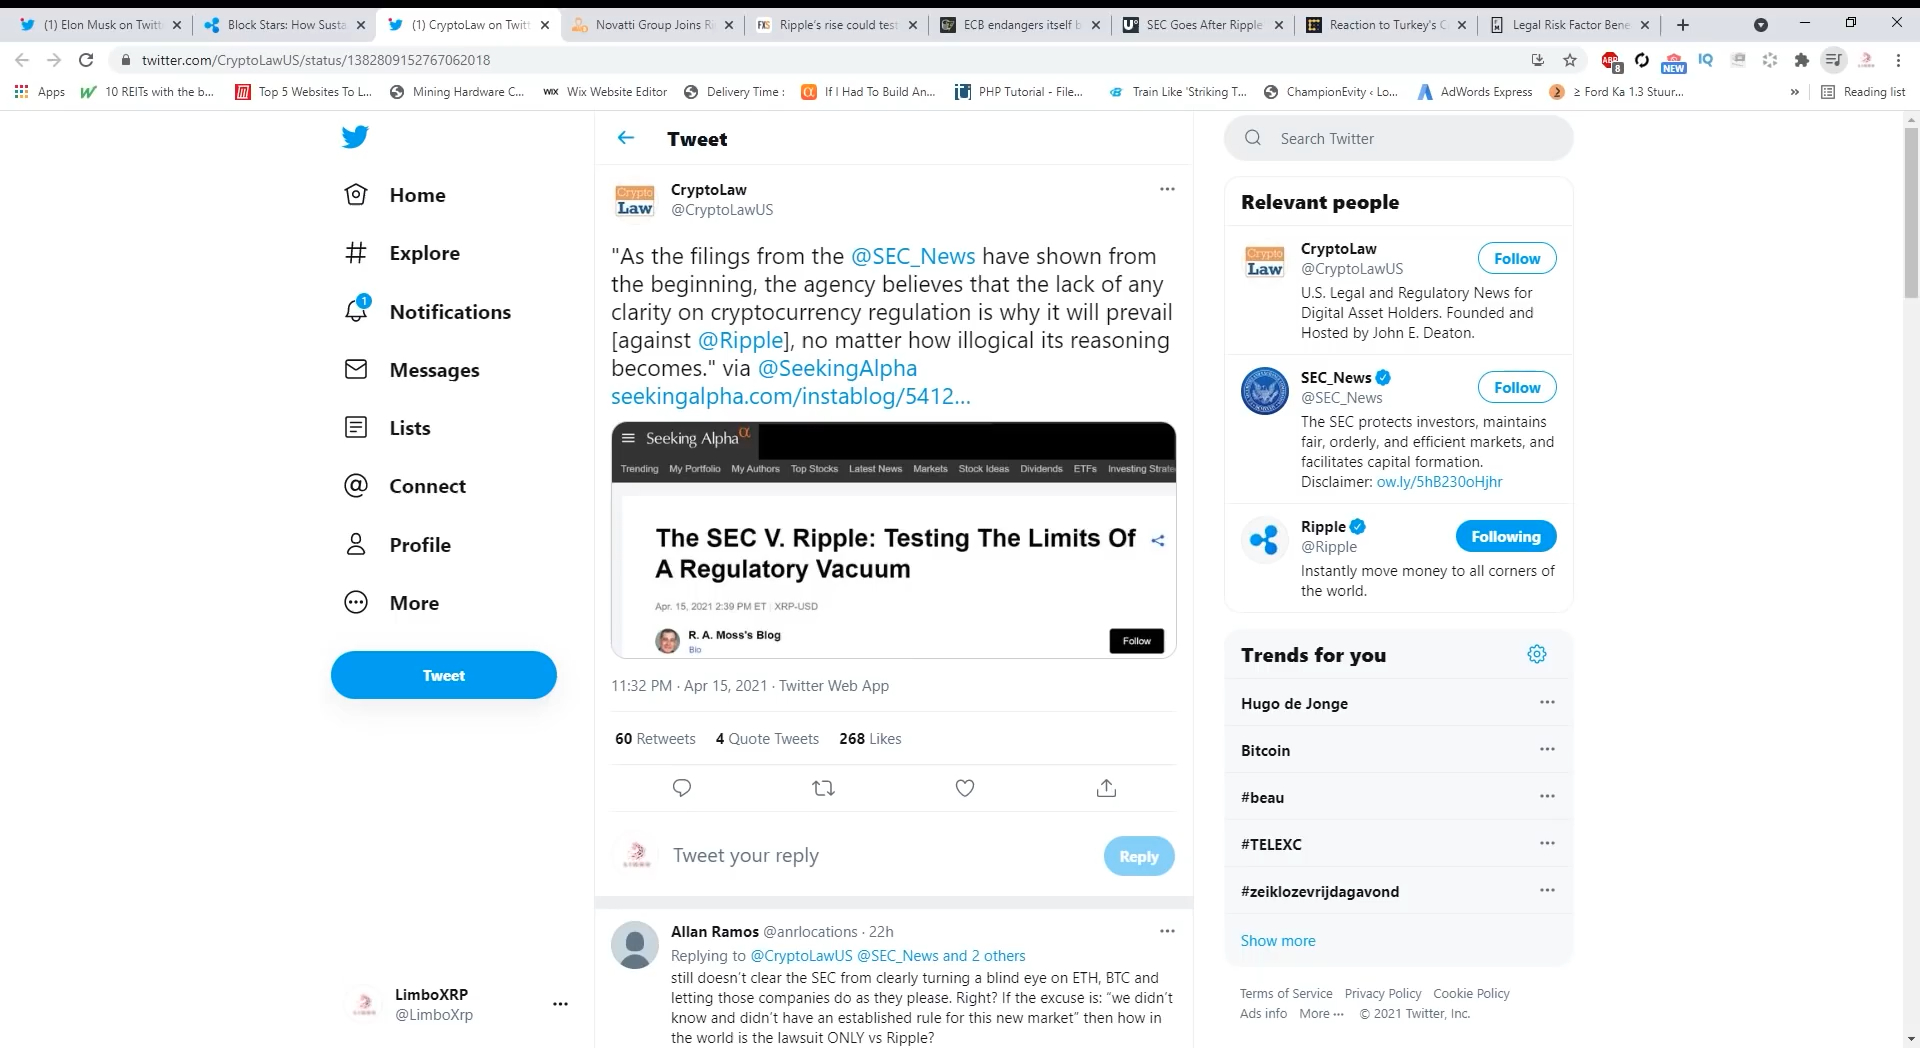 (1) Elon Musk on Twitt
Block Stars: How Susta
(1) CryptoLaw on Twitt
Novatti Group Joins R
FXS
Ripple's rise could test
ECB endangers itself b
SEC Goes After Ripple
Reaction to Turkey's C
Legal Risk Factor Bene
twitter.com/CryptoLawUS/status/1382809152767062018
ABP
8
NEW
IQ
Apps
10 REITs with the b...
Top 5 Websites To L...
Mining Hardware C...
WiX
Wix Website Editor
Delivery Time :
If I Had To Build An...
PHP Tutorial - File...
Train Like 'Striking T...
ChampionEvity ‹ Lo...
AdWords Express
≥ Ford Ka 1.3 Stuur...
»
Reading list
Home
Explore
1
Notifications
Messages
Lists
Connect
Profile
More
Tweet
LimboXRP
@LimboXrp
Tweet
Crypto
Law
CryptoLaw
@CryptoLawUS
"As the filings from the @SEC_News have shown from
the beginning, the agency believes that the lack of any
clarity on cryptocurrency regulation is why it will prevail
[against @Ripple], no matter how illogical its reasoning
becomes." via @SeekingAlpha
seekingalpha.com/instablog/5412...
Seeking Alpha α
Trending My Portfolio My Authors Top Stocks Latest News Markets Stock Ideas Dividends ETFs Investing Strate
The SEC V. Ripple: Testing The Limits Of
A Regulatory Vacuum
Apr. 15, 2021 2:39 PM ET | XRP-USD
R. A. Moss's Blog
Bio
Follow
11:32 PM · Apr 15, 2021 · Twitter Web App
60 Retweets 4 Quote Tweets 268 Likes
Tweet your reply
Reply
Allan Ramos @anrlocations · 22h
Replying to @CryptoLawUS @SEC_News and 2 others
still doesn't clear the SEC from clearly turning a blind eye on ETH, BTC and
letting those companies do as they please. Right? If the excuse is: "we didn't
know and didn't have an established rule for this new market" then how in
the world is the lawsuit ONLY vs Ripple?
Search Twitter
Relevant people
Crypto
Law
CryptoLaw
@CryptoLawUS
Follow
U.S. Legal and Regulatory News for
Digital Asset Holders. Founded and
Hosted by John E. Deaton.
SEC_News
@SEC_News
Follow
The SEC protects investors, maintains
fair, orderly, and efficient markets, and
facilitates capital formation.
Disclaimer: ow.ly/5hB230oHjhr
Ripple
@Ripple
Following
Instantly move money to all corners of
the world.
Trends for you
Hugo de Jonge
Bitcoin
#beau
#TELEXC
#zeiklozevrijdagavond
Show more
Terms of Service Privacy Policy Cookie Policy
Ads info More ··· © 2021 Twitter, Inc.